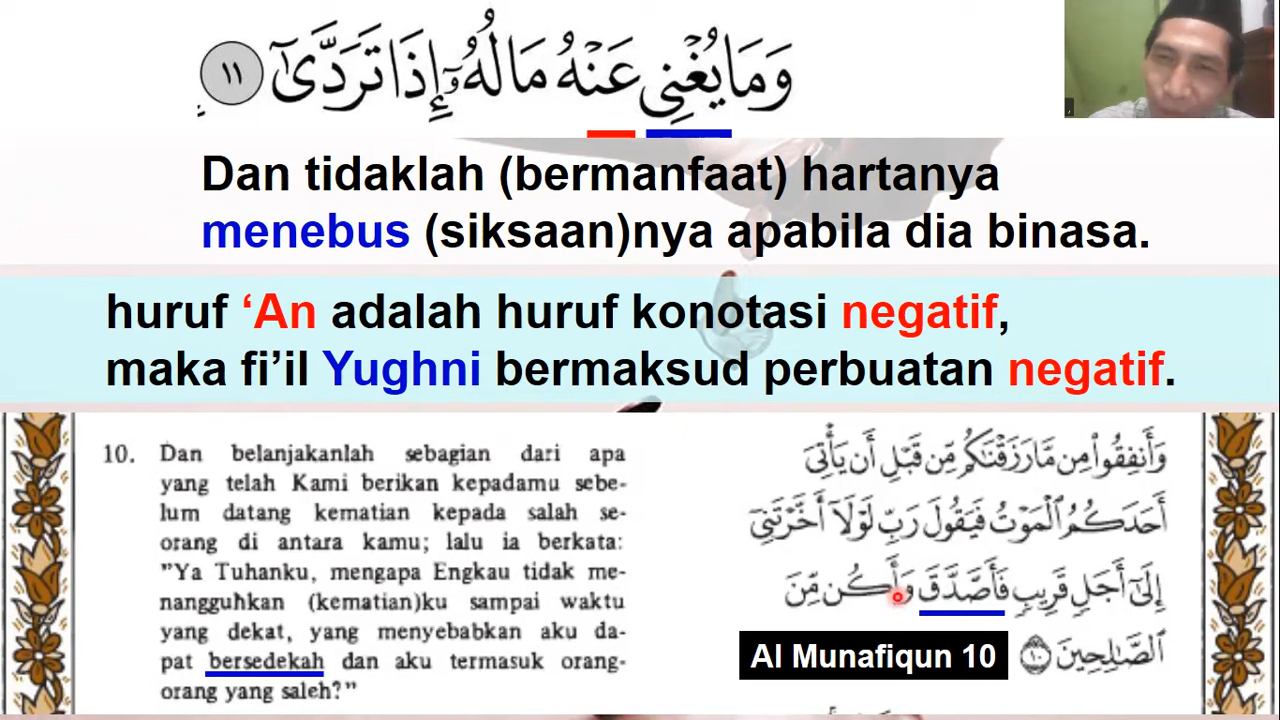 وَمَا يُغْنِي عَنْهُ مَالُهُۥٓ إِذَا تَرَدَّىٰٓ ١١
Dan tidaklah (bermanfaat) hartanya
menebus (siksaan)nya apabila dia binasa.
huruf ‘An adalah huruf konotasi negatif,
maka fi’il Yughni bermaksud perbuatan negatif.
10. Dan belanjakanlah sebagian dari apa
yang telah Kami berikan kepadamu sebe-
lum datang kematian kepada salah se-
orang di antara kamu; lalu ia berkata:
"Ya Tuhanku, mengapa Engkau tidak me-
nangguhkan (kematian)ku sampai waktu
yang dekat, yang menyebabkan aku da-
pat bersedekah dan aku termasuk orang-
orang yang saleh?"
وَأَنفِقُوا۟ مِن مَّا رَزَقْنَٰكُم مِّن قَبْلِ أَن يَأْتِىَ
أَحَدَكُمُ ٱلْمَوْتُ فَيَقُولَ رَبِّ لَوْلَآ أَخَّرْتَنِىٓ
إِلَىٰٓ أَجَلٍ قَرِيبٍ فَأَصَّدَّقَ وَأَكُن مِّنَ
ٱلصَّٰلِحِينَ ١٠
Al Munafiqun 10